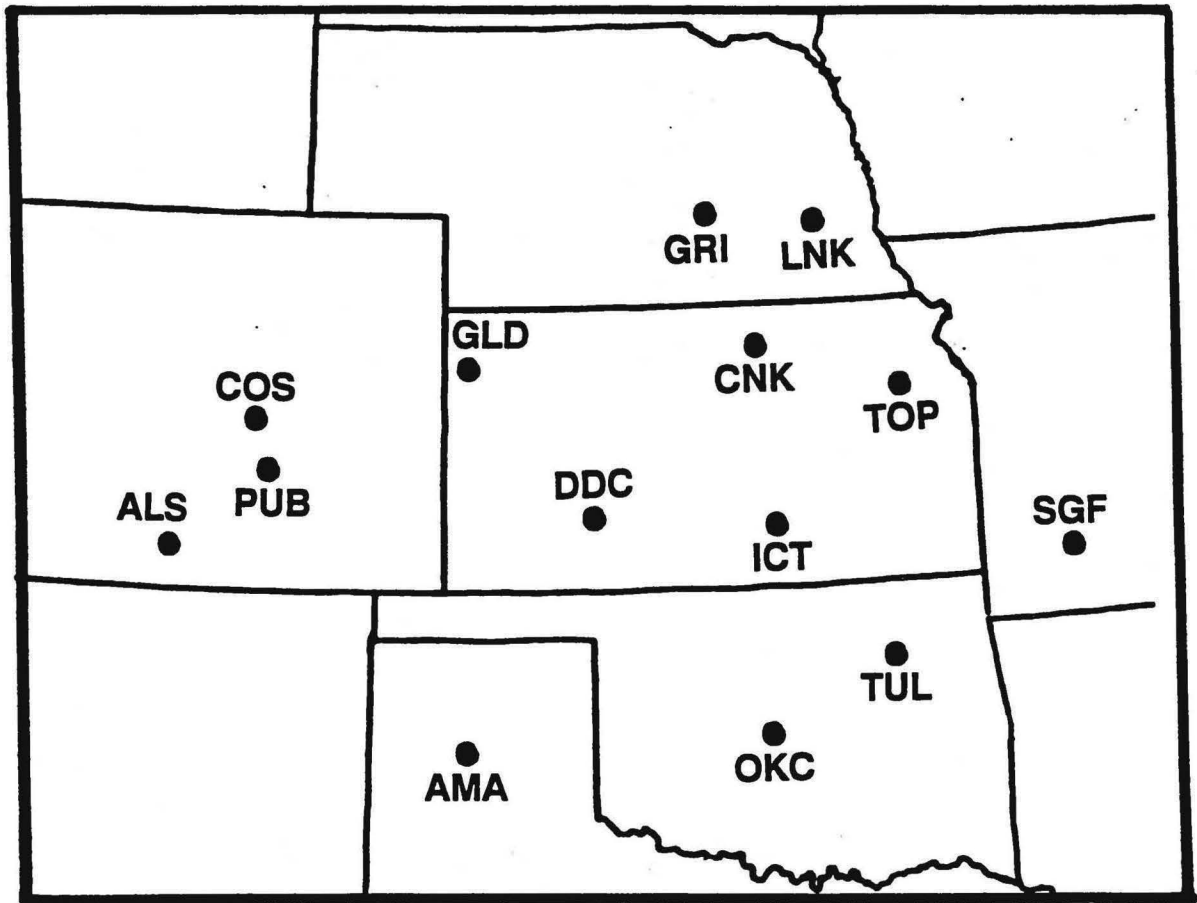 GRI
LNK
GLD
CNK
COS
TOP
DDC
PUB
ALS
SGF
ICT
TUL
OKC
AMA